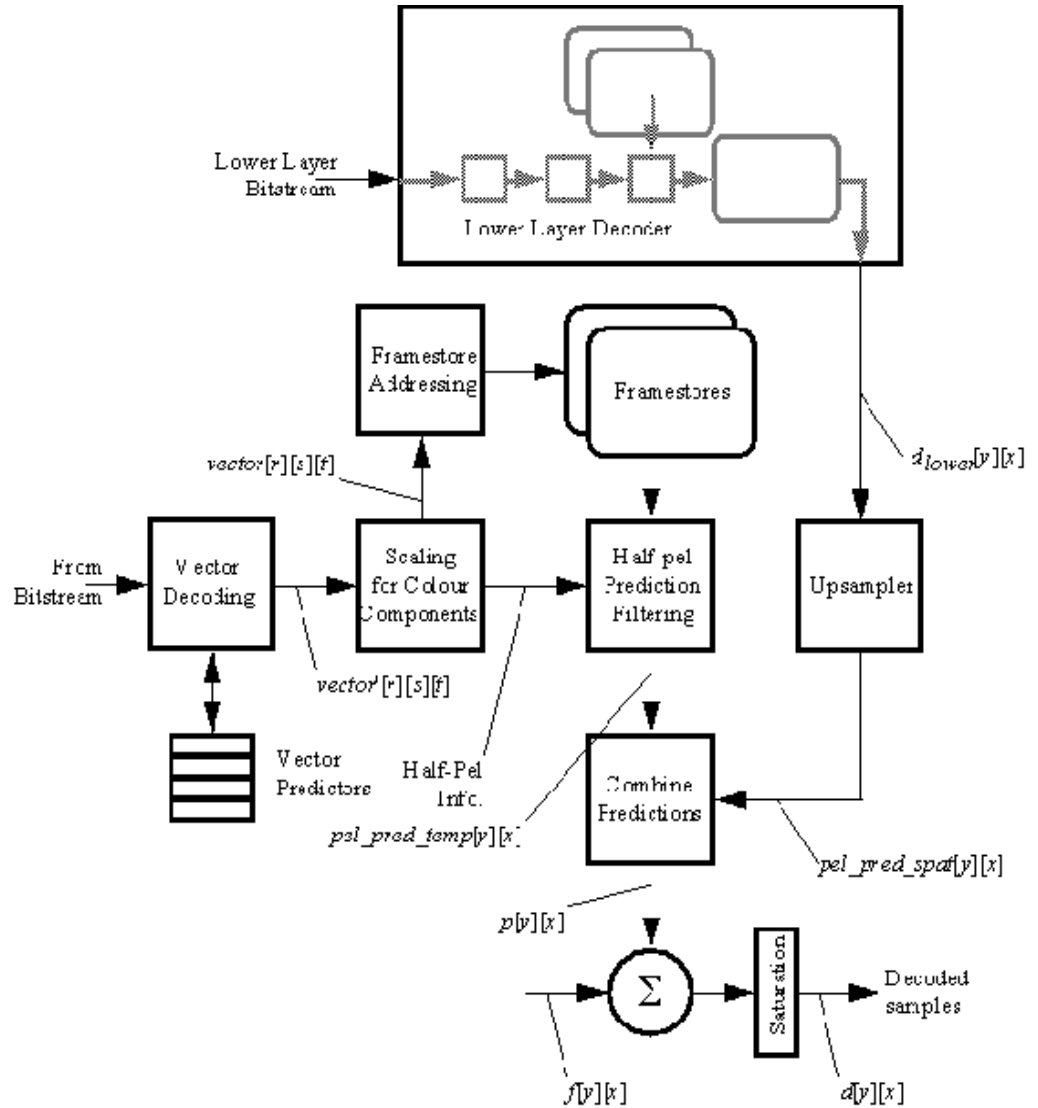 Lower Layer
Bitstream
Lower Layer Decoder
Framestore
Addressing
Framestores
vector[r][s][t]
d_lower[y][x]
From
Bitstream
Vector
Decoding
Scaling
for Colour
Components
Half-pel
Prediction
Filtering
Upsampler
vector'[r][s][t]
Vector
Predictors
Half-Pel
Info.
Combine
Predictions
pel_pred_temp[y][x]
pel_pred_spat[y][x]
p[y][x]
Σ
Saturation
Decoded
samples
f[y][x]
d[y][x]